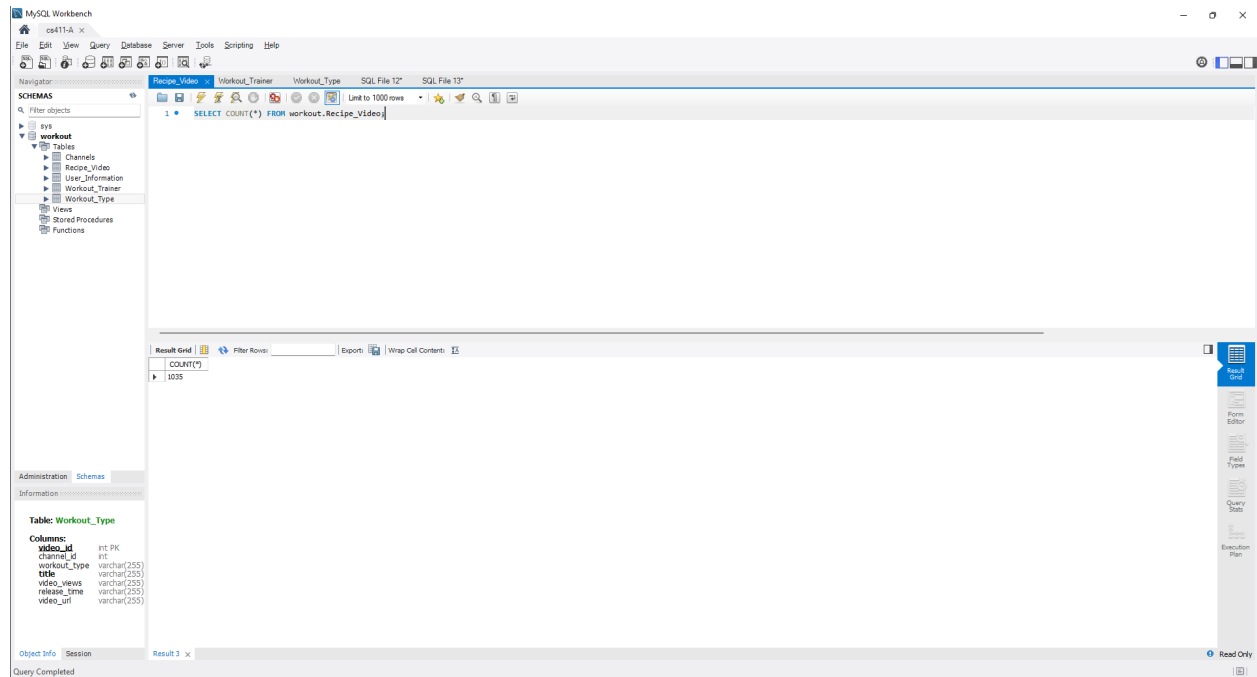 MySQL Workbench
cs411-A ×
File Edit View Query Database Server Tools Scripting Help
Navigator
SCHEMAS
Filter objects
sys
workout
Tables
Channels
Recipe_Video
User_Information
Workout_Trainer
Workout_Type
Views
Stored Procedures
Functions
Administration Schemas
Information
Table: Workout_Type
Columns:
video_id int PK
channel_id int
workout_type varchar(255)
title varchar(255)
video_views varchar(255)
release_time varchar(255)
video_url varchar(255)
Object Info Session
Recipe_Video × Workout_Trainer Workout_Type SQL File 12* SQL File 13*
Limit to 1000 rows
1 SELECT COUNT(*) FROM workout.Recipe_Video;
Result Grid Filter Rows: Export: Wrap Cell Content:
COUNT(*)
1035
Result
Grid
Form
Editor
Field
Types
Query
Stats
Execution
Plan
Result 3 × Read Only
Query Completed